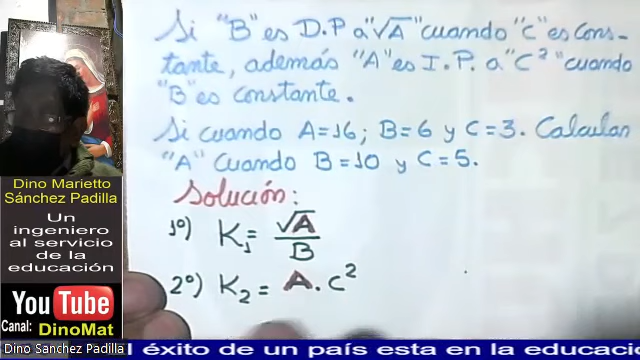 Si "B" es D.P a "√A" cuando "C" es cons-
tante, además "A" es I.P. a "C²" cuando
"B" es constante.
Si cuando A=16; B=6 y C=3. Calcular
"A" cuando B=10 y C=5.
Solución:
1º) K₁ = √A / B
2º) K₂ = A . C²
Dino Marietto
Sánchez Padilla
Un
ingeniero
al servicio
de la
educación
YouTube
Canal: DinoMat
Dino Sanchez Padilla
l éxito de un país esta en la educació